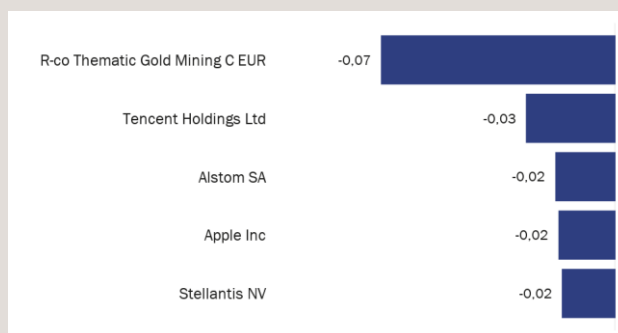 R-co Thematic Gold Mining C EUR -0,07
Tencent Holdings Ltd -0,03
Alstom SA -0,02
Apple Inc -0,02
Stellantis NV -0,02